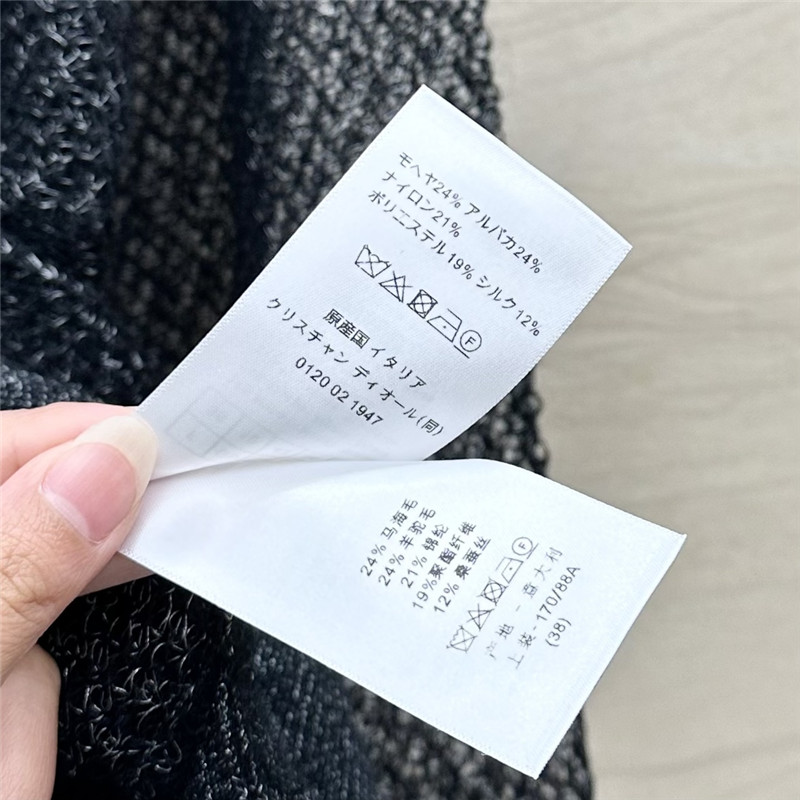 モヘヤ24% アルパカ24%
ナイロン21%
ポリエステル19% シルク12%
F
原産国 イタリア
クリスチャン ディオール(同)
0120 02 1947
24% 马海毛
24% 羊驼毛
21% 锦纶
19%聚酯纤维
12% 桑蚕丝
F
产地 - 意大利
上装 - 170/88A
(38)